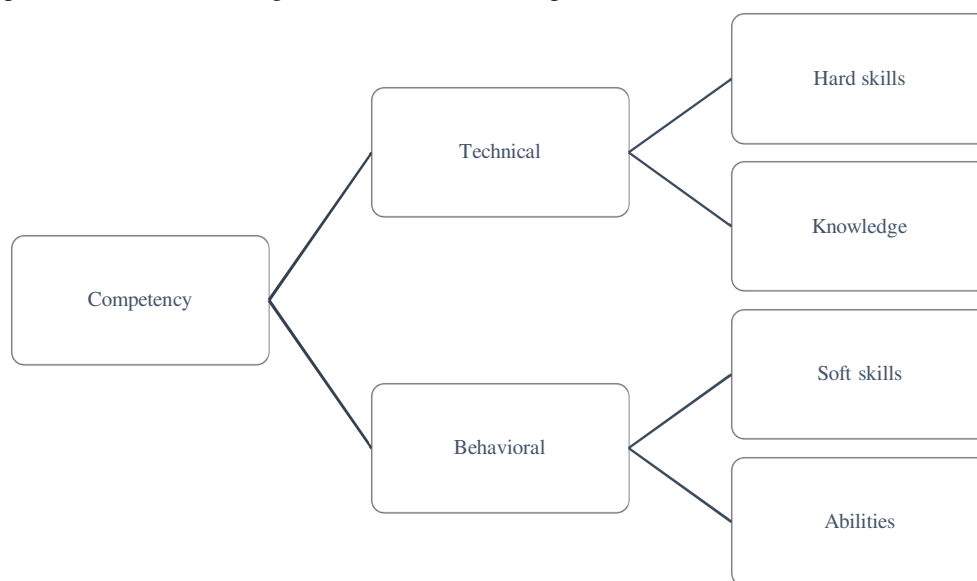 Hard skills
Technical
Knowledge
Competency
Soft skills
Behavioral
Abilities